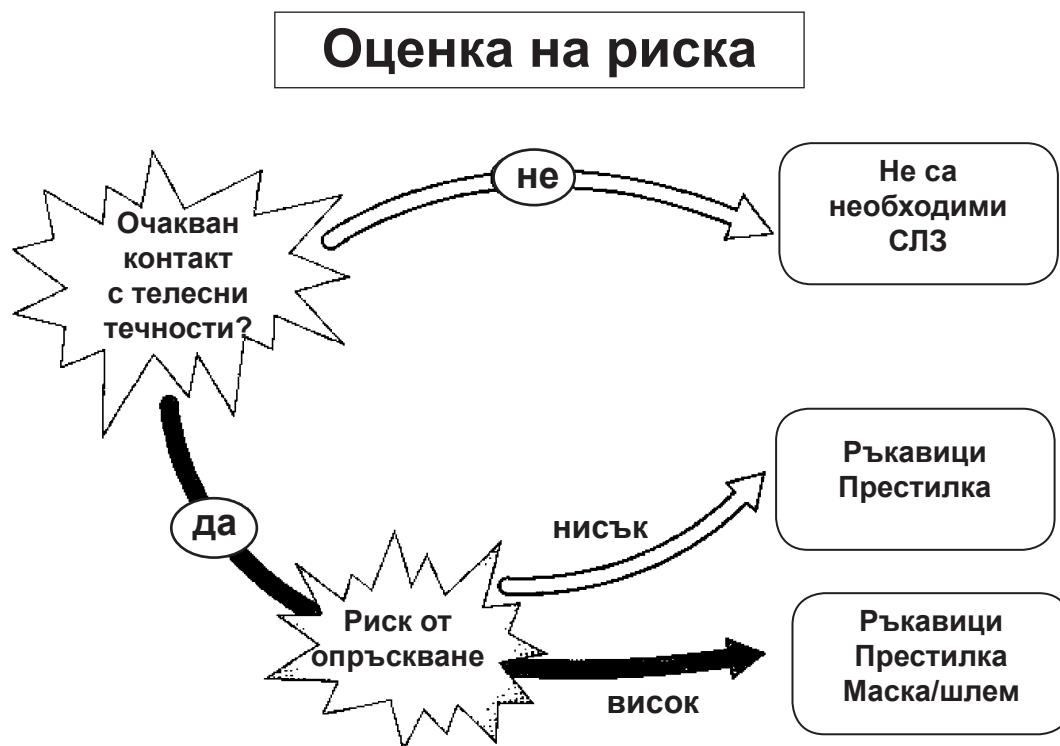 Оценка на риска
Очакван
контакт
с телесни
течности?
не
Не са
необходими
СЛЗ
да
Риск от
опръскване
нисък
Ръкавици
Престилка
висок
Ръкавици
Престилка
Маска/шлем